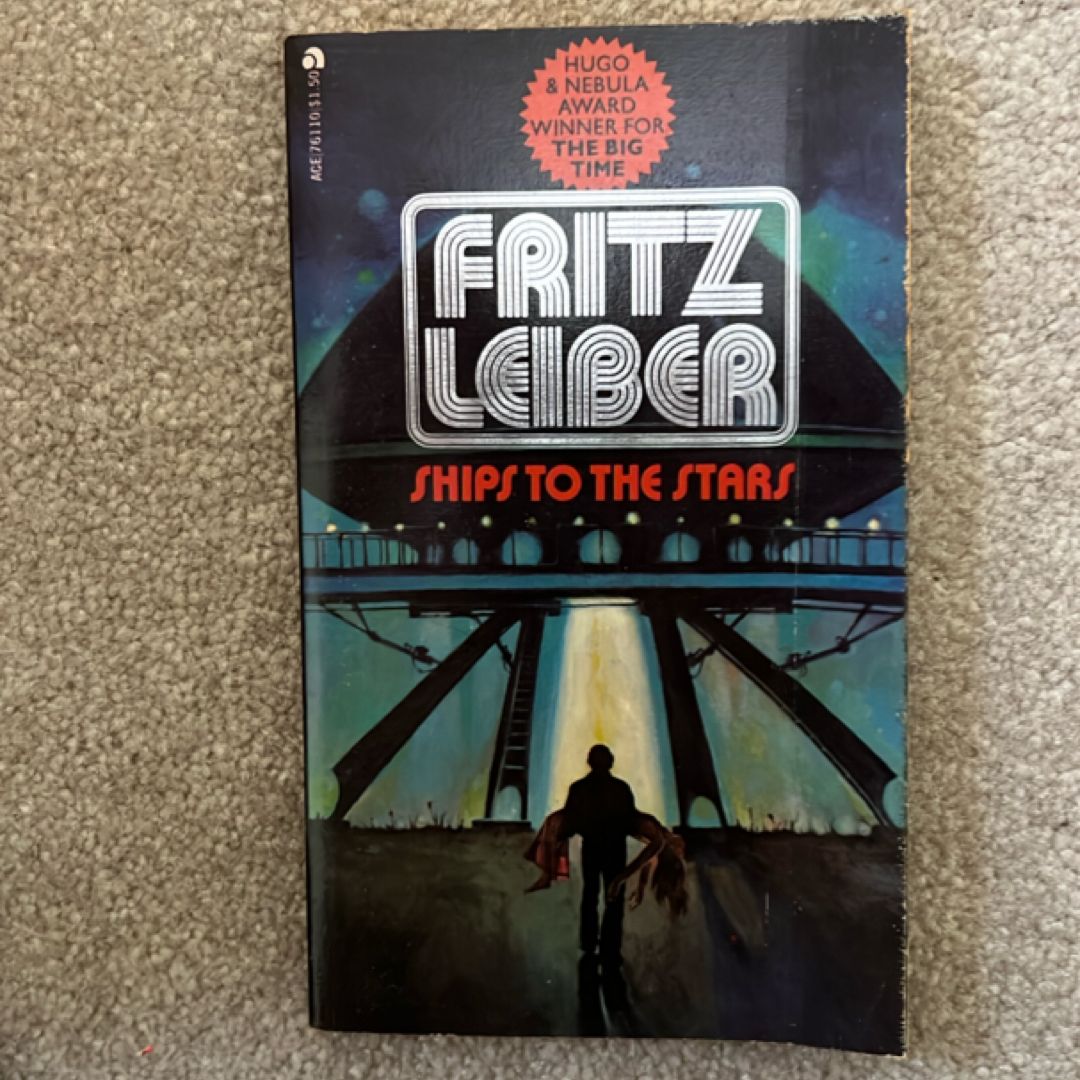 ACE/76110/$1.50
HUGO
& NEBULA
AWARD
WINNER FOR
THE BIG
TIME
FRITZ
LEIBER
SHIPS TO THE STARS